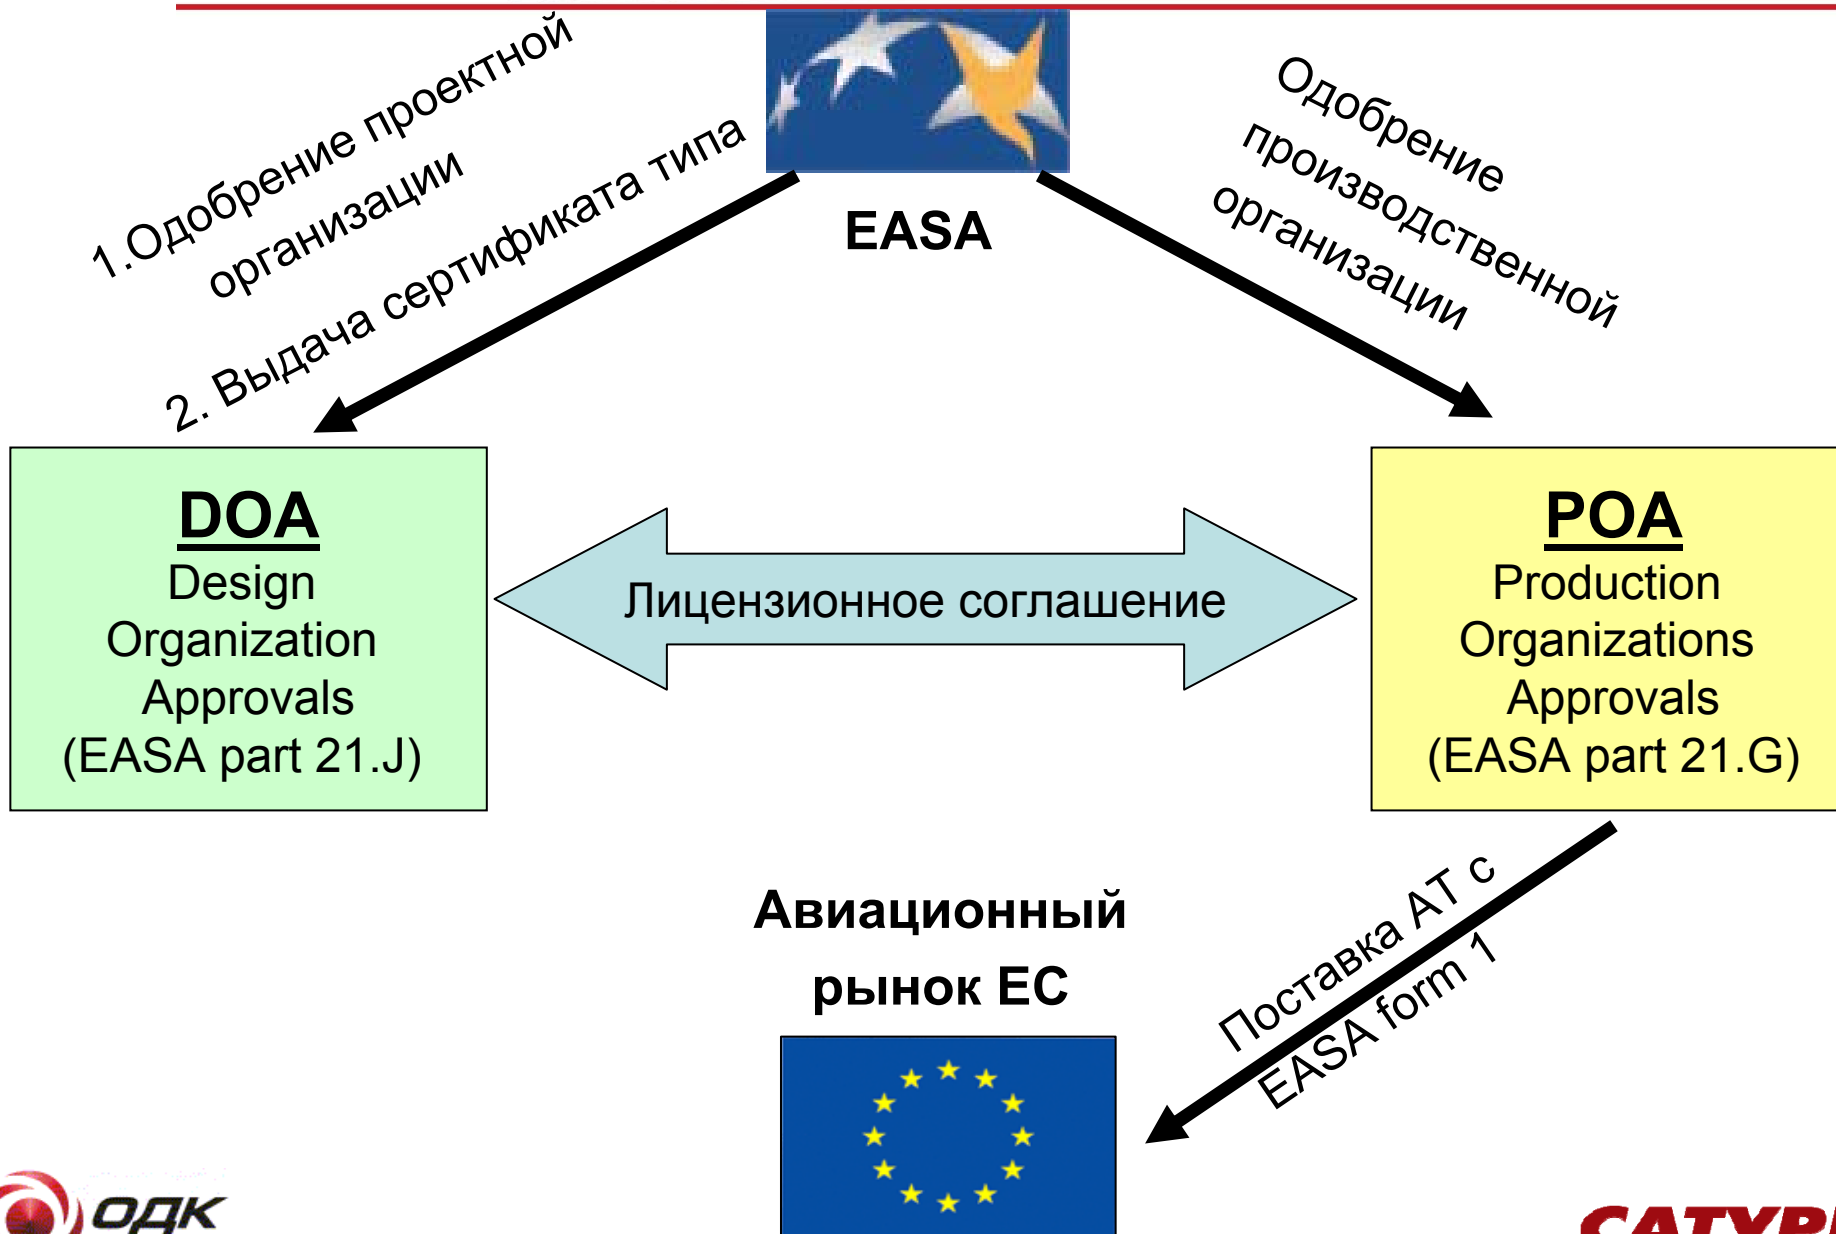 1.Одобрение проектной
организации
2. Выдача сертификата типа
EASA
Одобрение
производственной
организации
DOA
Design
Organization
Approvals
(EASA part 21.J)
Лицензионное соглашение
POA
Production
Organizations
Approvals
(EASA part 21.G)
Поставка АТ с
EASA form 1
Авиационный
рынок ЕС
ОДК